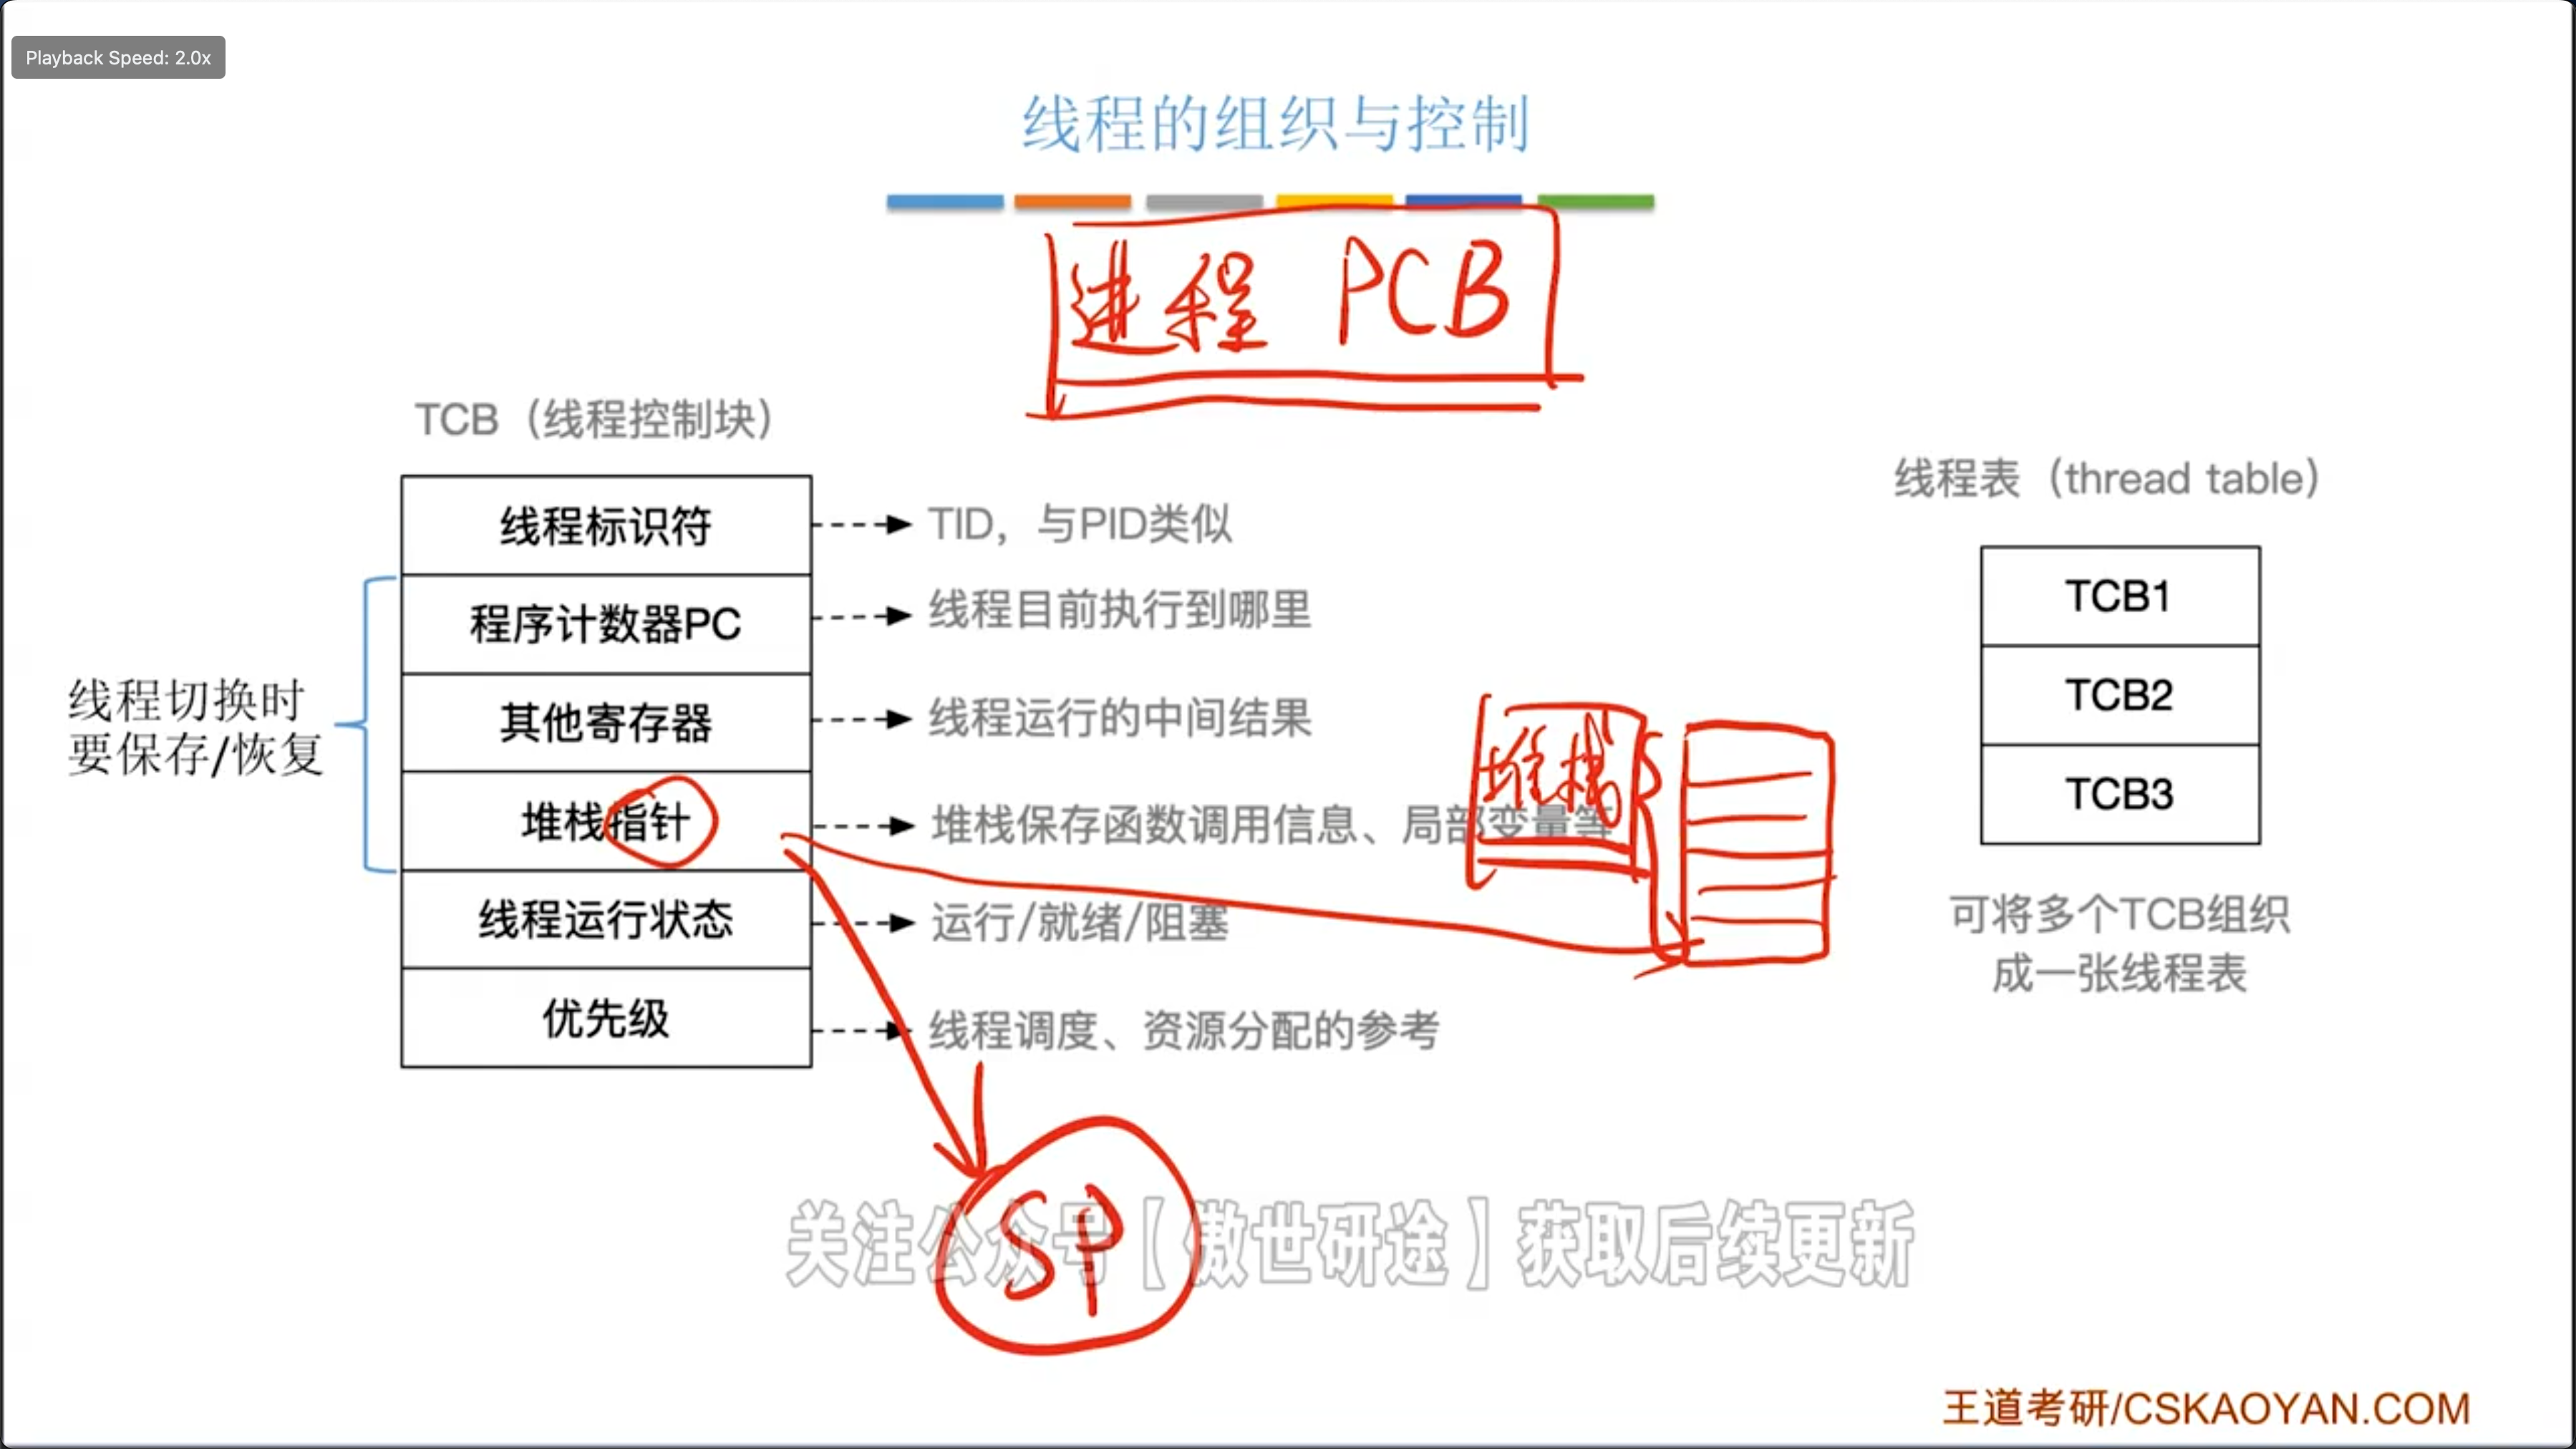 Playback Speed: 2.0x
线程的组织与控制
进程 PCB
TCB（线程控制块）
线程标识符
TID，与PID类似
程序计数器PC
线程目前执行到哪里
其他寄存器
线程运行的中间结果
堆栈指针
堆栈保存函数调用信息、局部变量等
线程运行状态
运行/就绪/阻塞
优先级
线程调度、资源分配的参考
线程切换时
要保存/恢复
堆栈
SP
线程表（thread table）
TCB1
TCB2
TCB3
可将多个TCB组织
成一张线程表
关注公众号【傲世研途】获取后续更新
王道考研/CSKAOYAN.COM